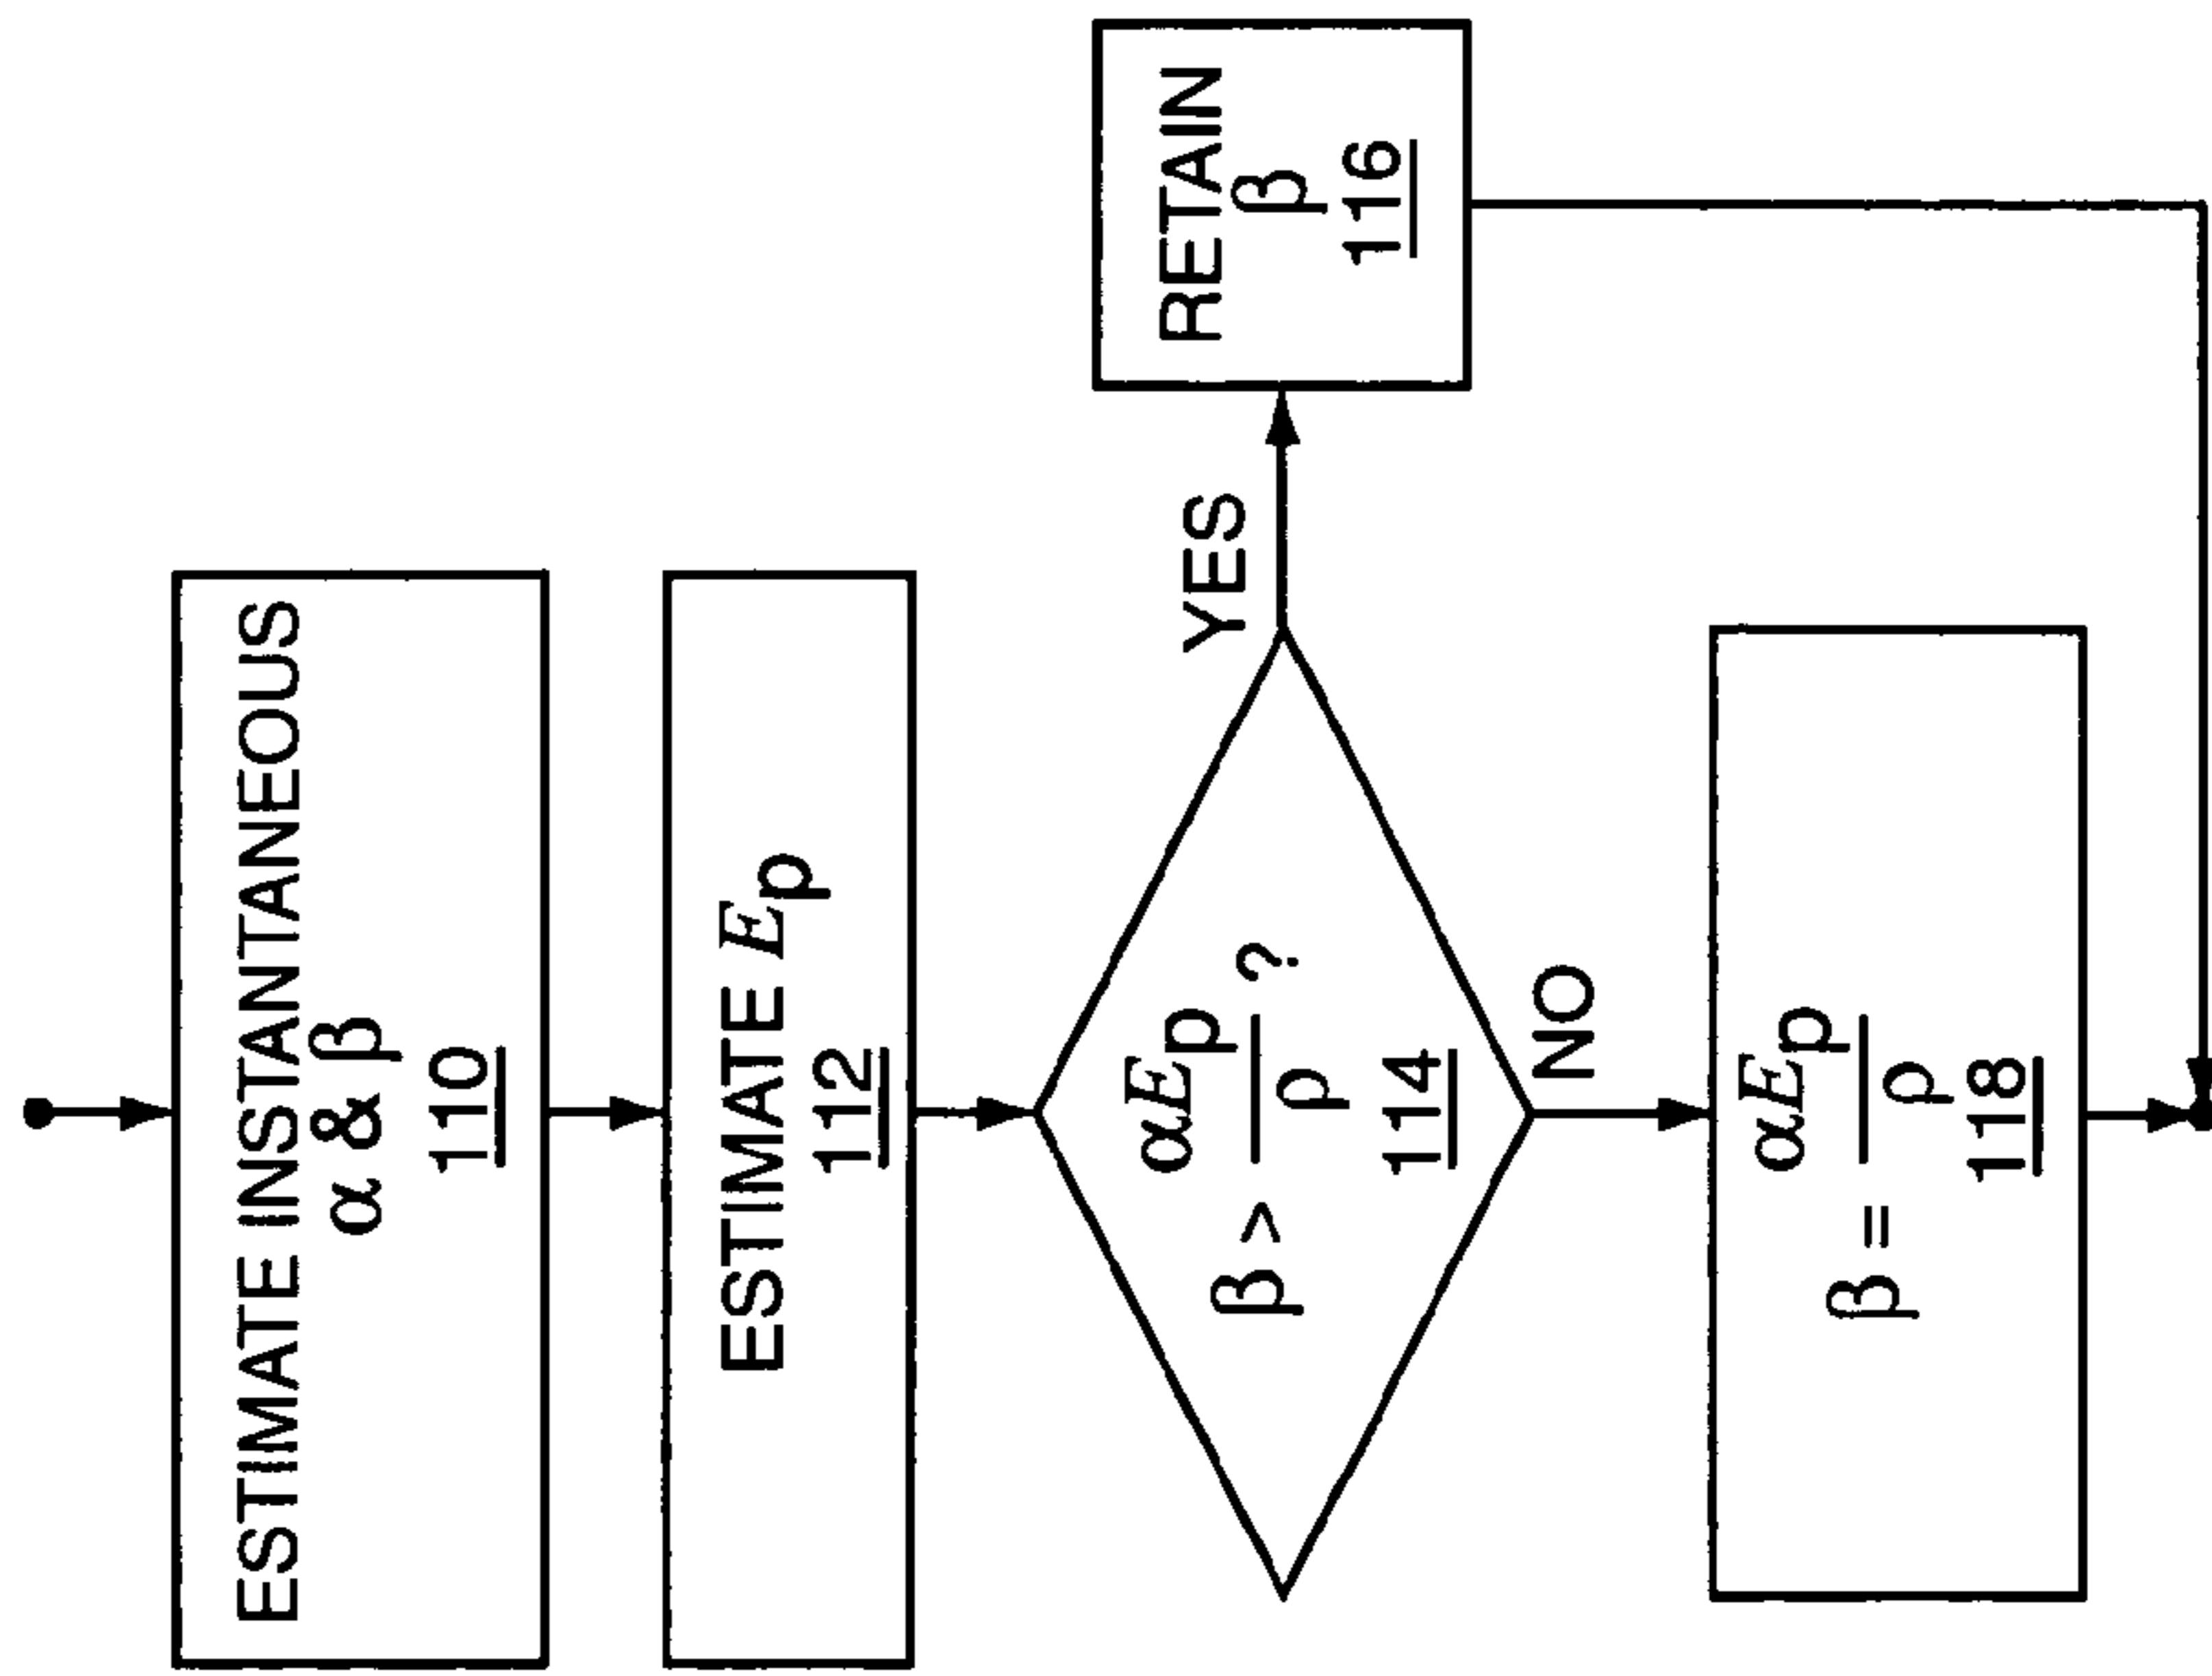 ESTIMATE INSTANTANEOUS
α & β
110
ESTIMATE Ep
112
β > αEp/ρ ?
114
YES
RETAIN
β
116
NO
β = αEp/ρ
118